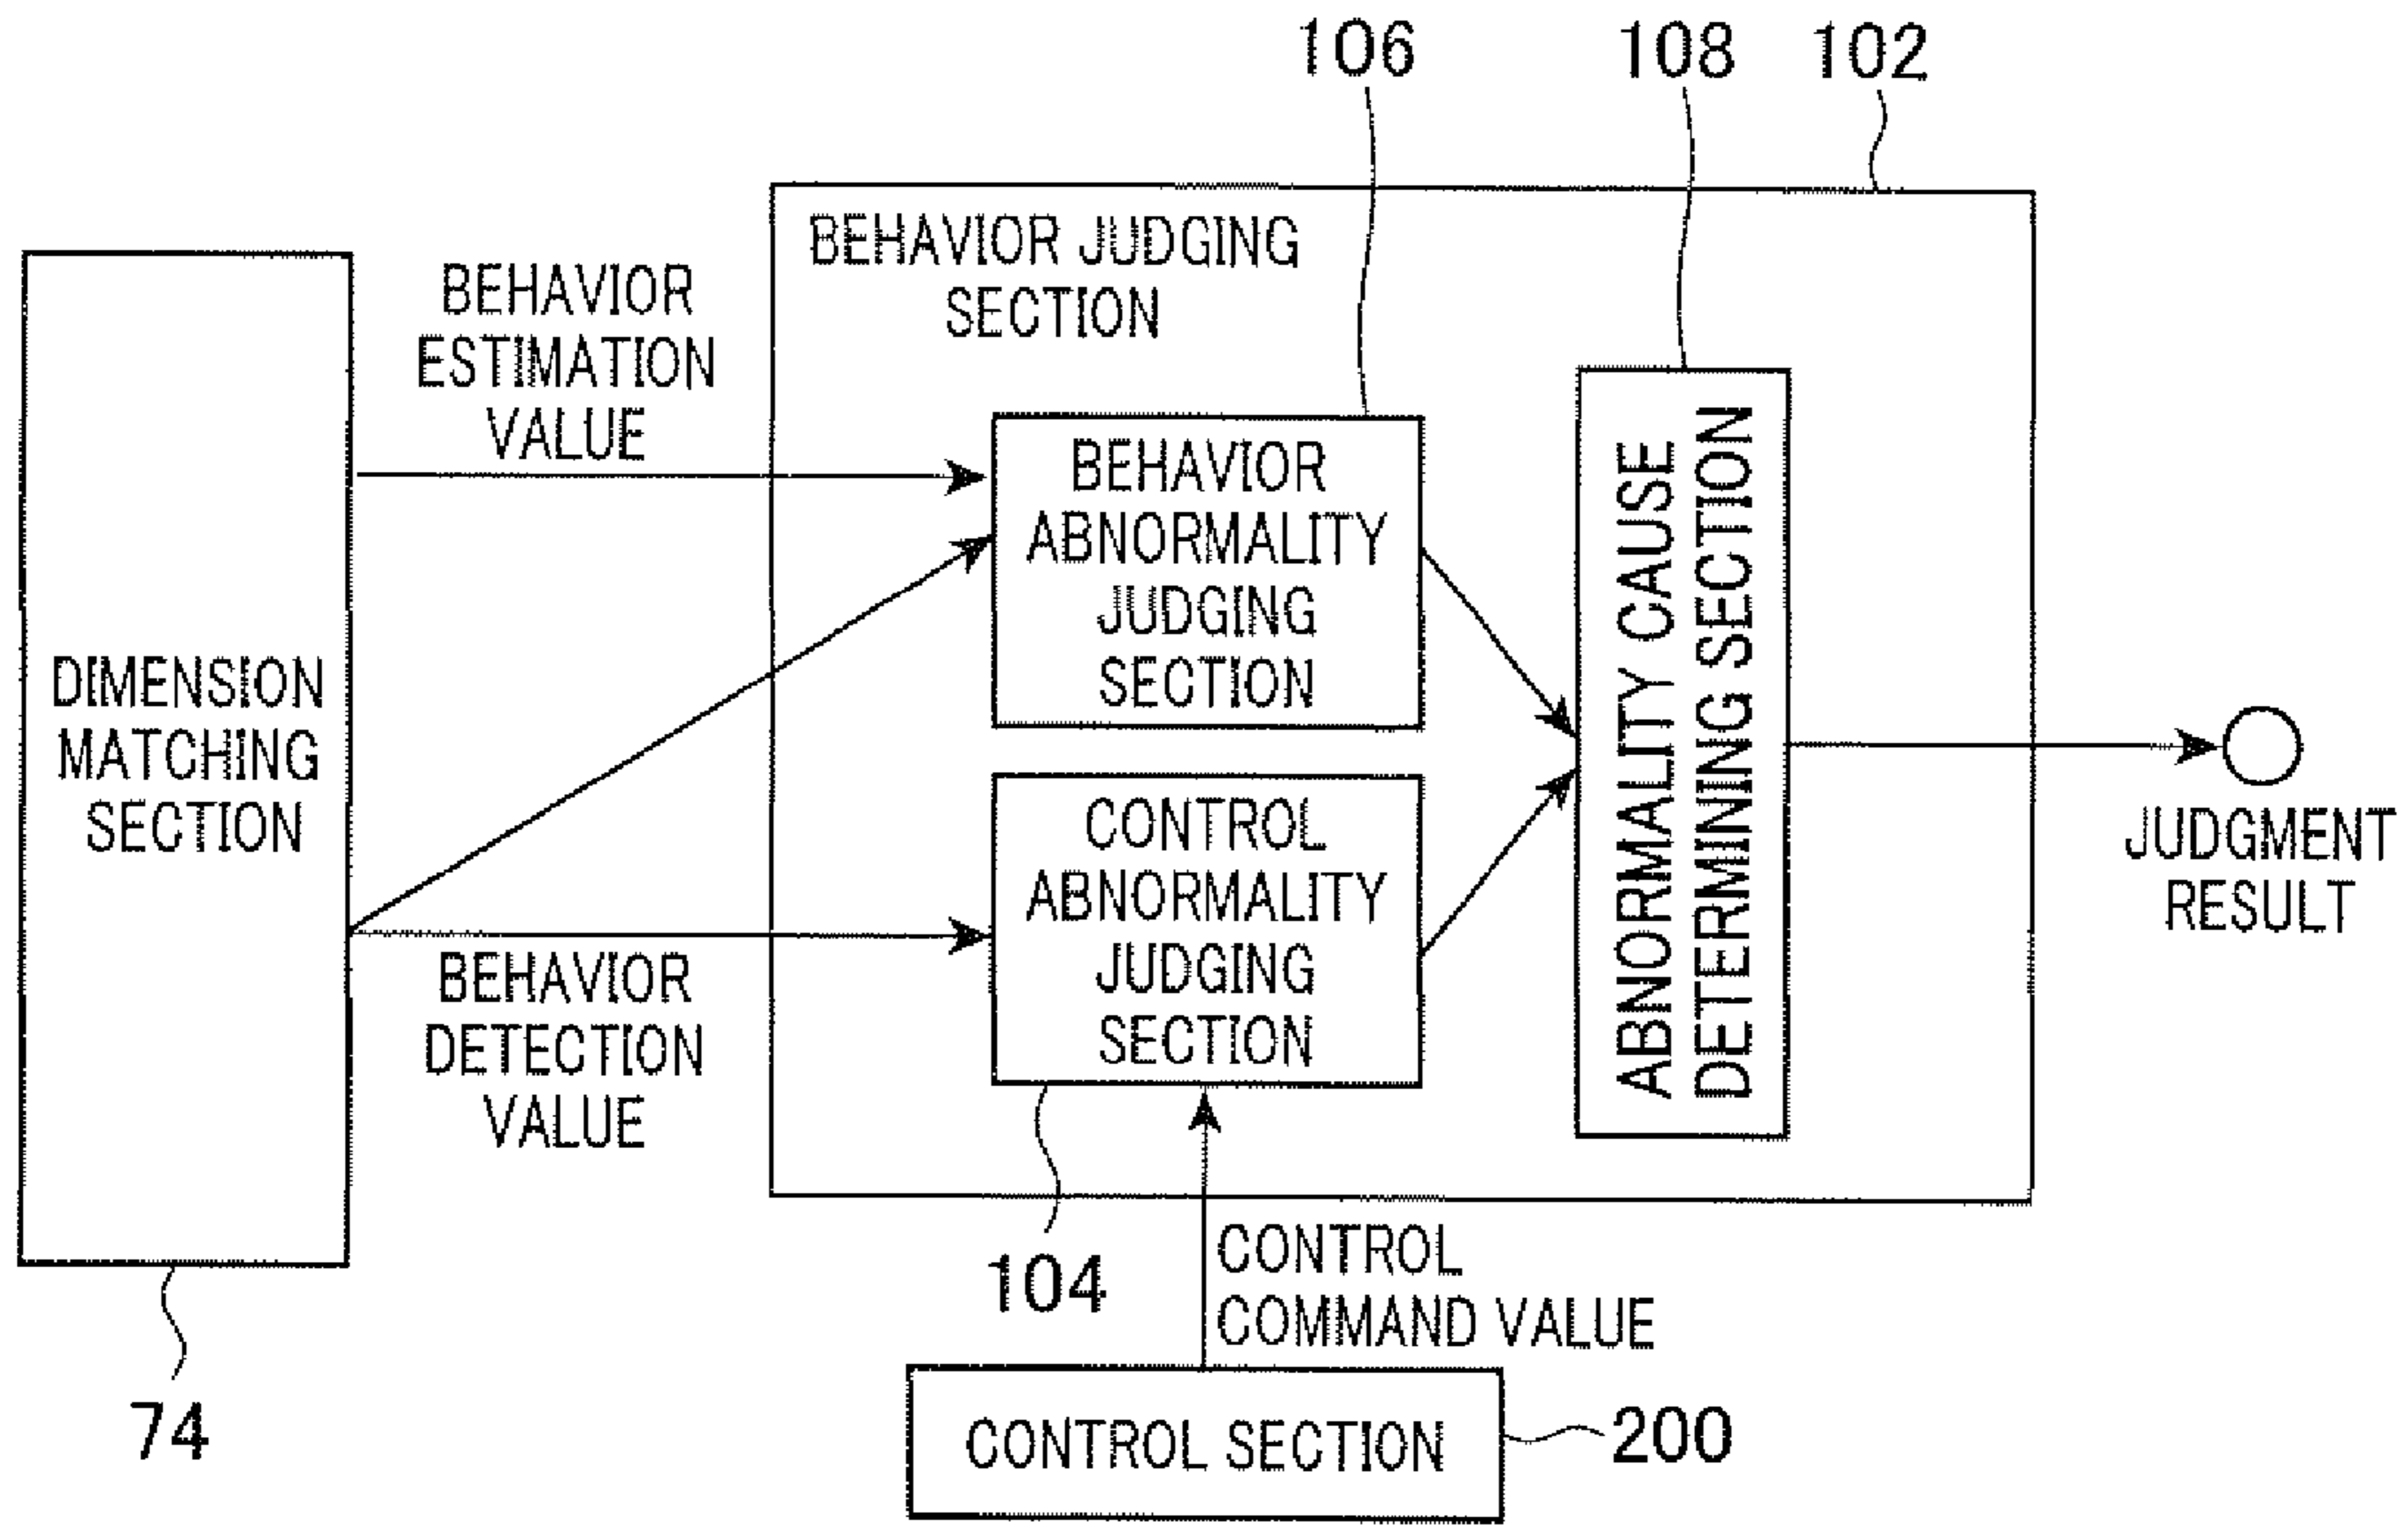 106
108
102
BEHAVIOR JUDGING
SECTION
BEHAVIOR
ESTIMATION
VALUE
BEHAVIOR
ABNORMALITY
JUDGING
SECTION
ABNORMALITY CAUSE
DETERMINING SECTION
DIMENSION
MATCHING
SECTION
CONTROL
ABNORMALITY
JUDGING
SECTION
JUDGMENT
RESULT
BEHAVIOR
DETECTION
VALUE
104
CONTROL
COMMAND VALUE
74
CONTROL SECTION
200